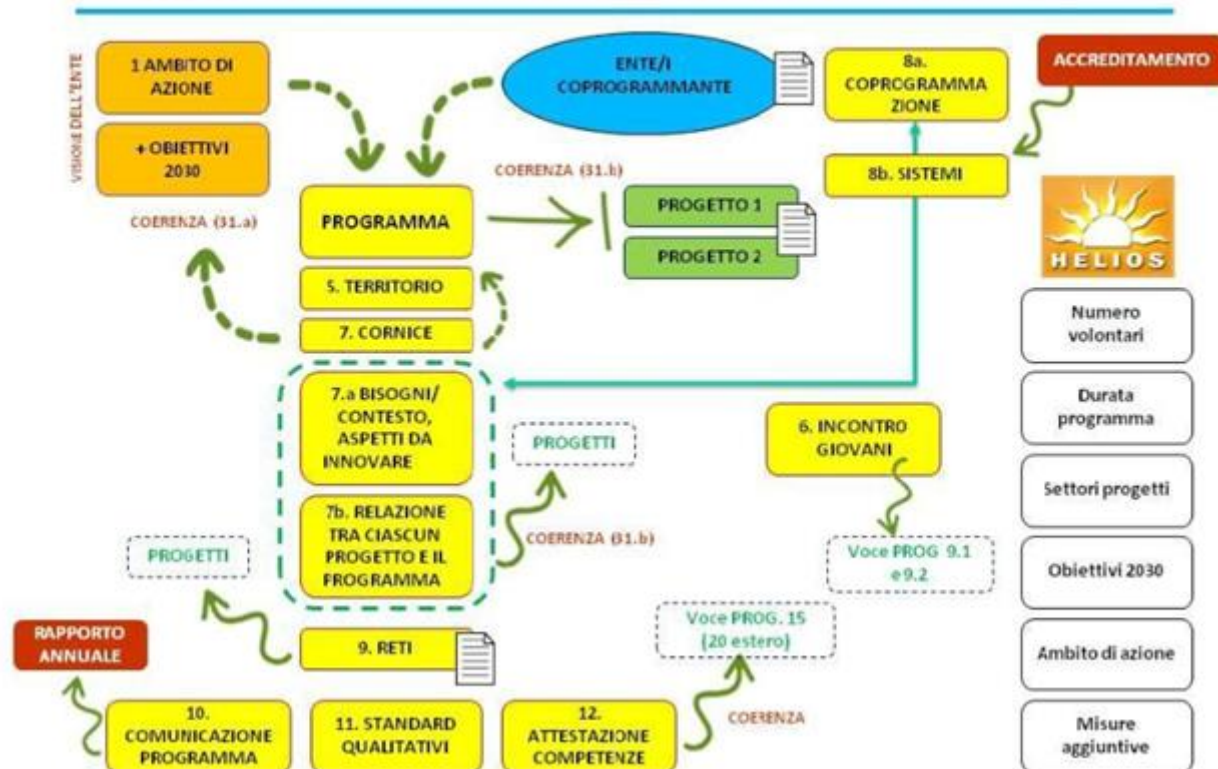 VISIONE DELL'ENTE
1 AMBITO DI
AZIONE
+ OBIETTIVI
2030
ENTE/I
COPROGRAMMANTE
8a.
COPROGRAMMA
ZIONE
ACCREDITAMENTO
8b. SISTEMI
COERENZA (31.a)
PROGRAMMA
COERENZA (31.b)
PROGETTO 1
PROGETTO 2
HELIOS
5. TERRITORIO
7. CORNICE
Numero
volontari
7.a BISOGNI/
CONTESTO,
ASPETTI DA
INNOVARE
PROGETTI
6. INCONTRO
GIOVANI
Durata
programma
7b. RELAZIONE
TRA CIASCUN
PROGETTO E IL
PROGRAMMA
COERENZA (31.b)
Settori progetti
PROGETTI
Voce PROG 9.1
e 9.2
Obiettivi 2030
RAPPORTO
ANNUALE
9. RETI
Voce PROG. 15
(20 estero)
Ambito di azione
10.
COMUNICAZIONE
PROGRAMMA
11. STANDARD
QUALITATIVI
12.
ATTESTAZIONE
COMPETENZE
COERENZA
Misure
aggiuntive